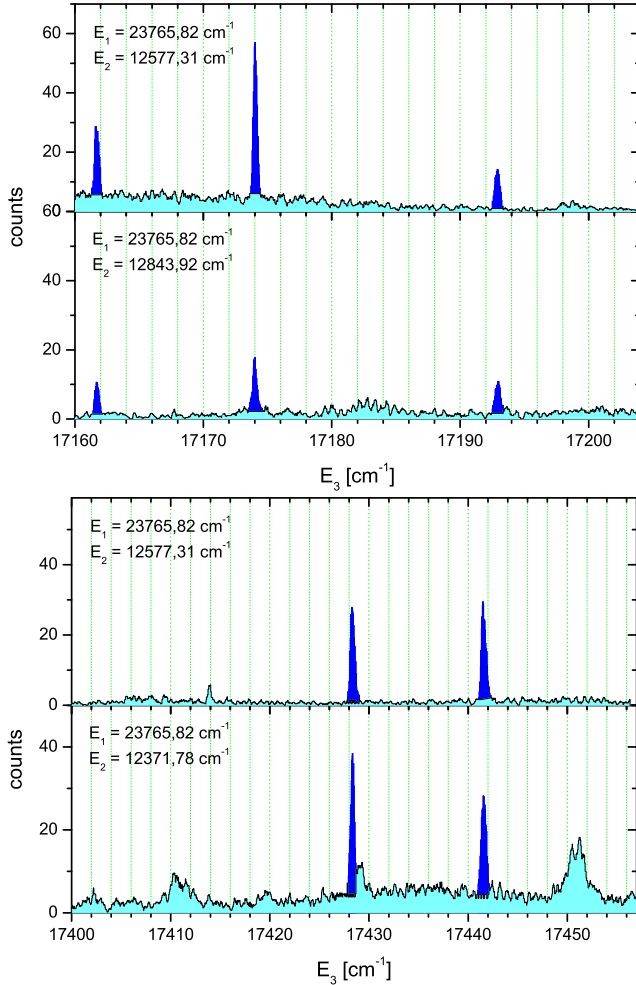 60
E₁ = 23765,82 cm⁻¹
E₂ = 12577,31 cm⁻¹
40
20
60
E₁ = 23765,82 cm⁻¹
E₂ = 12843,92 cm⁻¹
40
20
0
counts
17160 17170 17180 17190 17200
E₃ [cm⁻¹]
E₁ = 23765,82 cm⁻¹
E₂ = 12577,31 cm⁻¹
40
20
0
E₁ = 23765,82 cm⁻¹
E₂ = 12371,78 cm⁻¹
40
20
0
counts
17400 17410 17420 17430 17440 17450
E₃ [cm⁻¹]